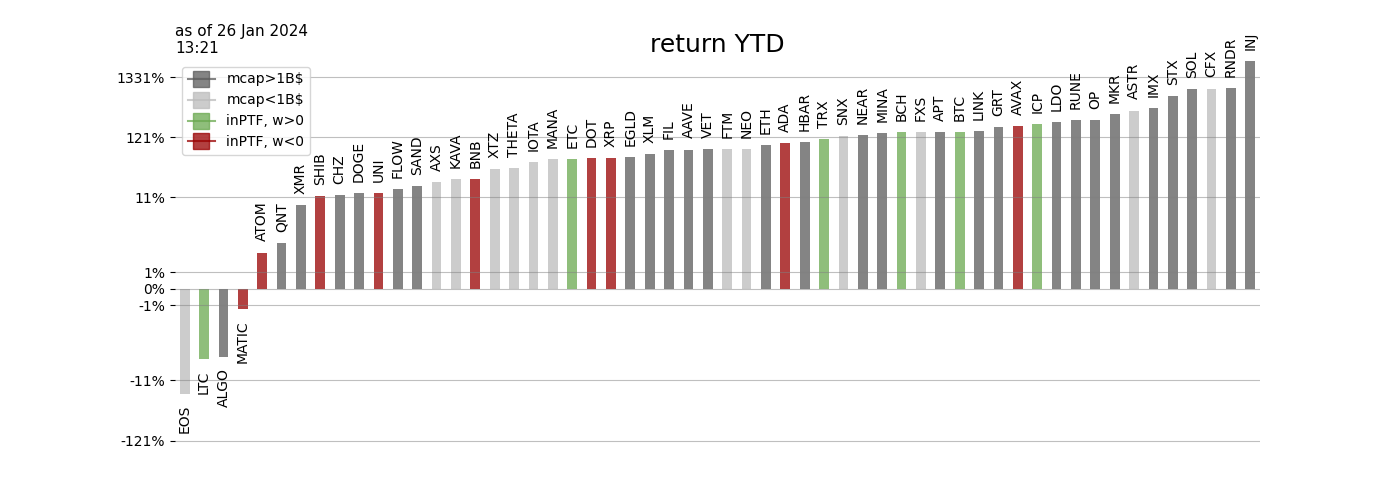 as of 26 Jan 2024
13:21
return YTD
mcap>1B$
mcap<1B$
inPTF, w>0
inPTF, w<0
1331%
121%
11%
1%
0%
-1%
-11%
-121%
EOS
LTC
ALGO
MATIC
ATOM
QNT
XMR
SHIB
CHZ
DOGE
UNI
FLOW
SAND
AXS
KAVA
BNB
XTZ
THETA
IOTA
MANA
ETC
DOT
XRP
EGLD
XLM
FIL
AAVE
VET
FTM
NEO
ETH
ADA
HBAR
TRX
SNX
NEAR
MINA
BCH
FXS
APT
BTC
LINK
GRT
AVAX
ICP
LDO
RUNE
OP
MKR
ASTR
IMX
STX
SOL
CFX
RNDR
INJ